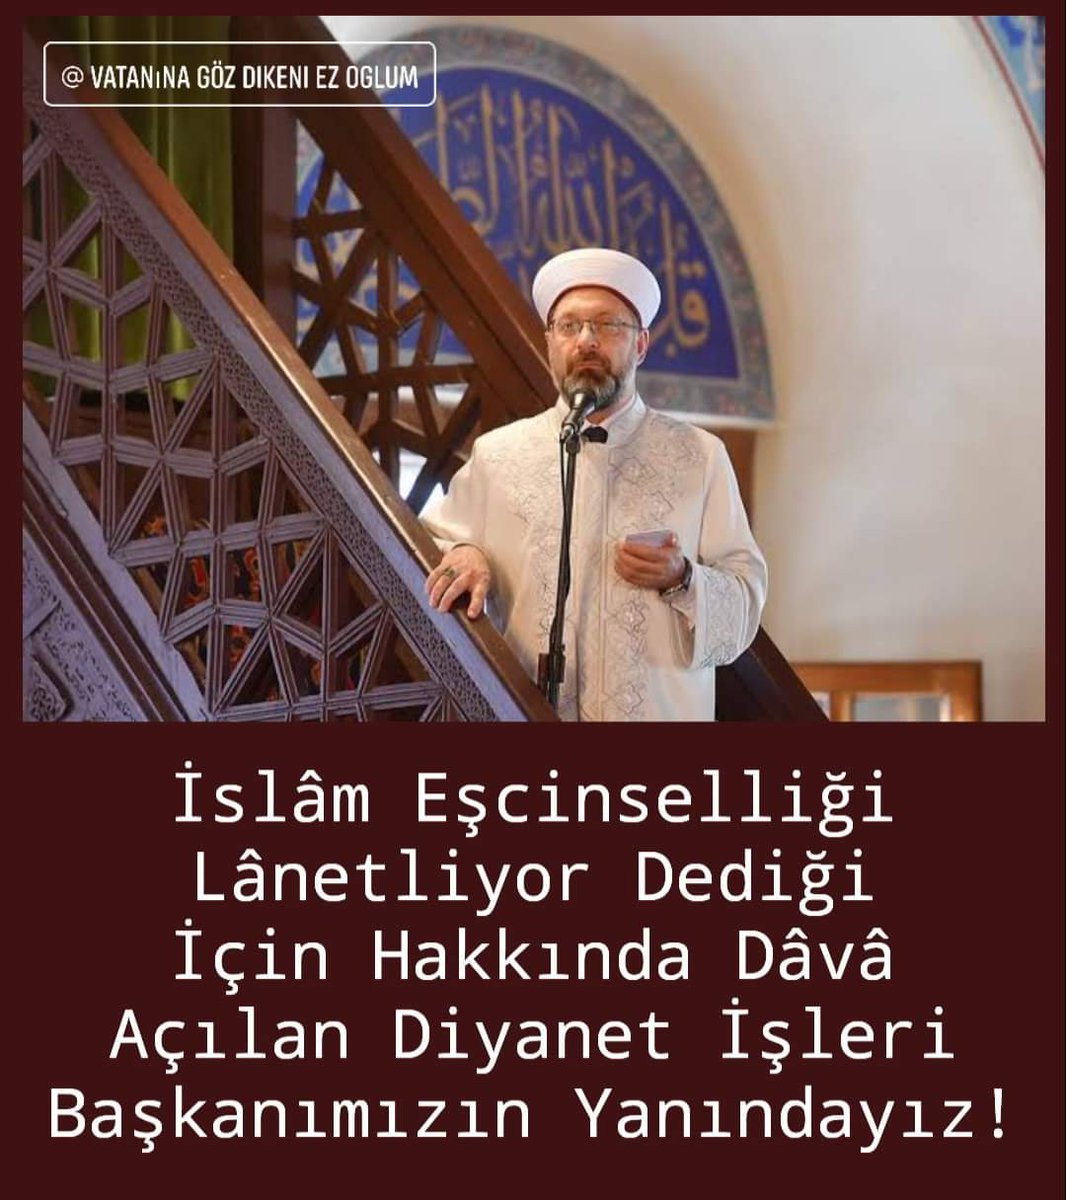 @ VATANıNA GÖZ DIKENI EZ OGLUM
İslâm Eşcinselliği
Lânetliyor Dediği
İçin Hakkında Dâvâ
Açılan Diyanet İşleri
Başkanımızın Yanındayız!